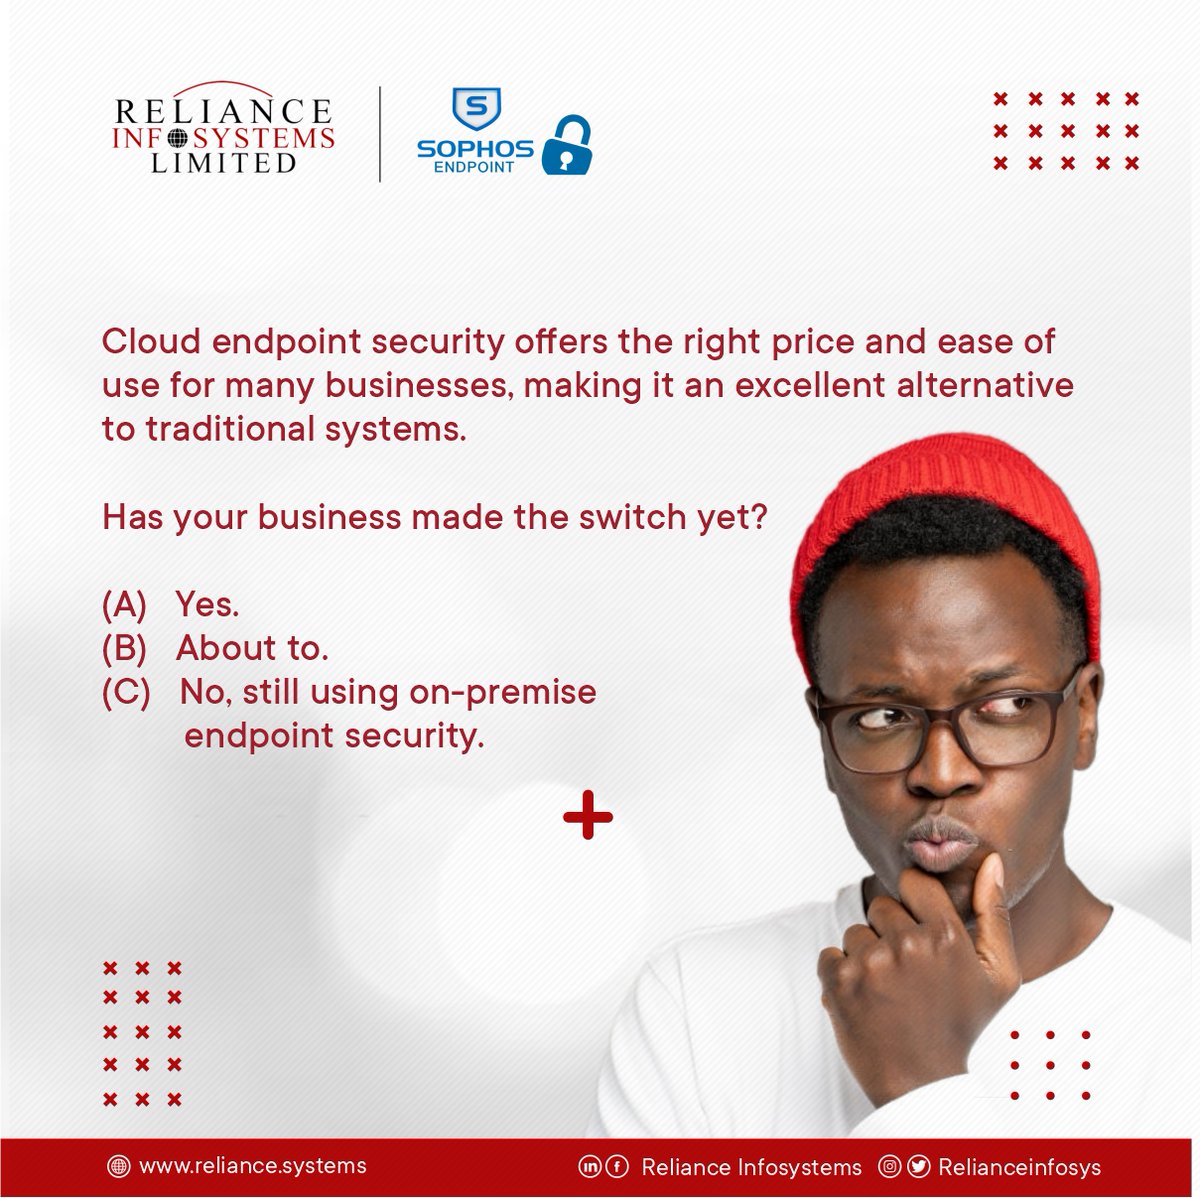 RELIANCE
INFOSYSTEMS
LIMITED
S
SOPHOS
ENDPOINT
Cloud endpoint security offers the right price and ease of
use for many businesses, making it an excellent alternative
to traditional systems.
Has your business made the switch yet?
(A) Yes.
(B) About to.
(C) No, still using on-premise
endpoint security.
www.reliance.systems
in f Reliance Infosystems Relianceinfosys